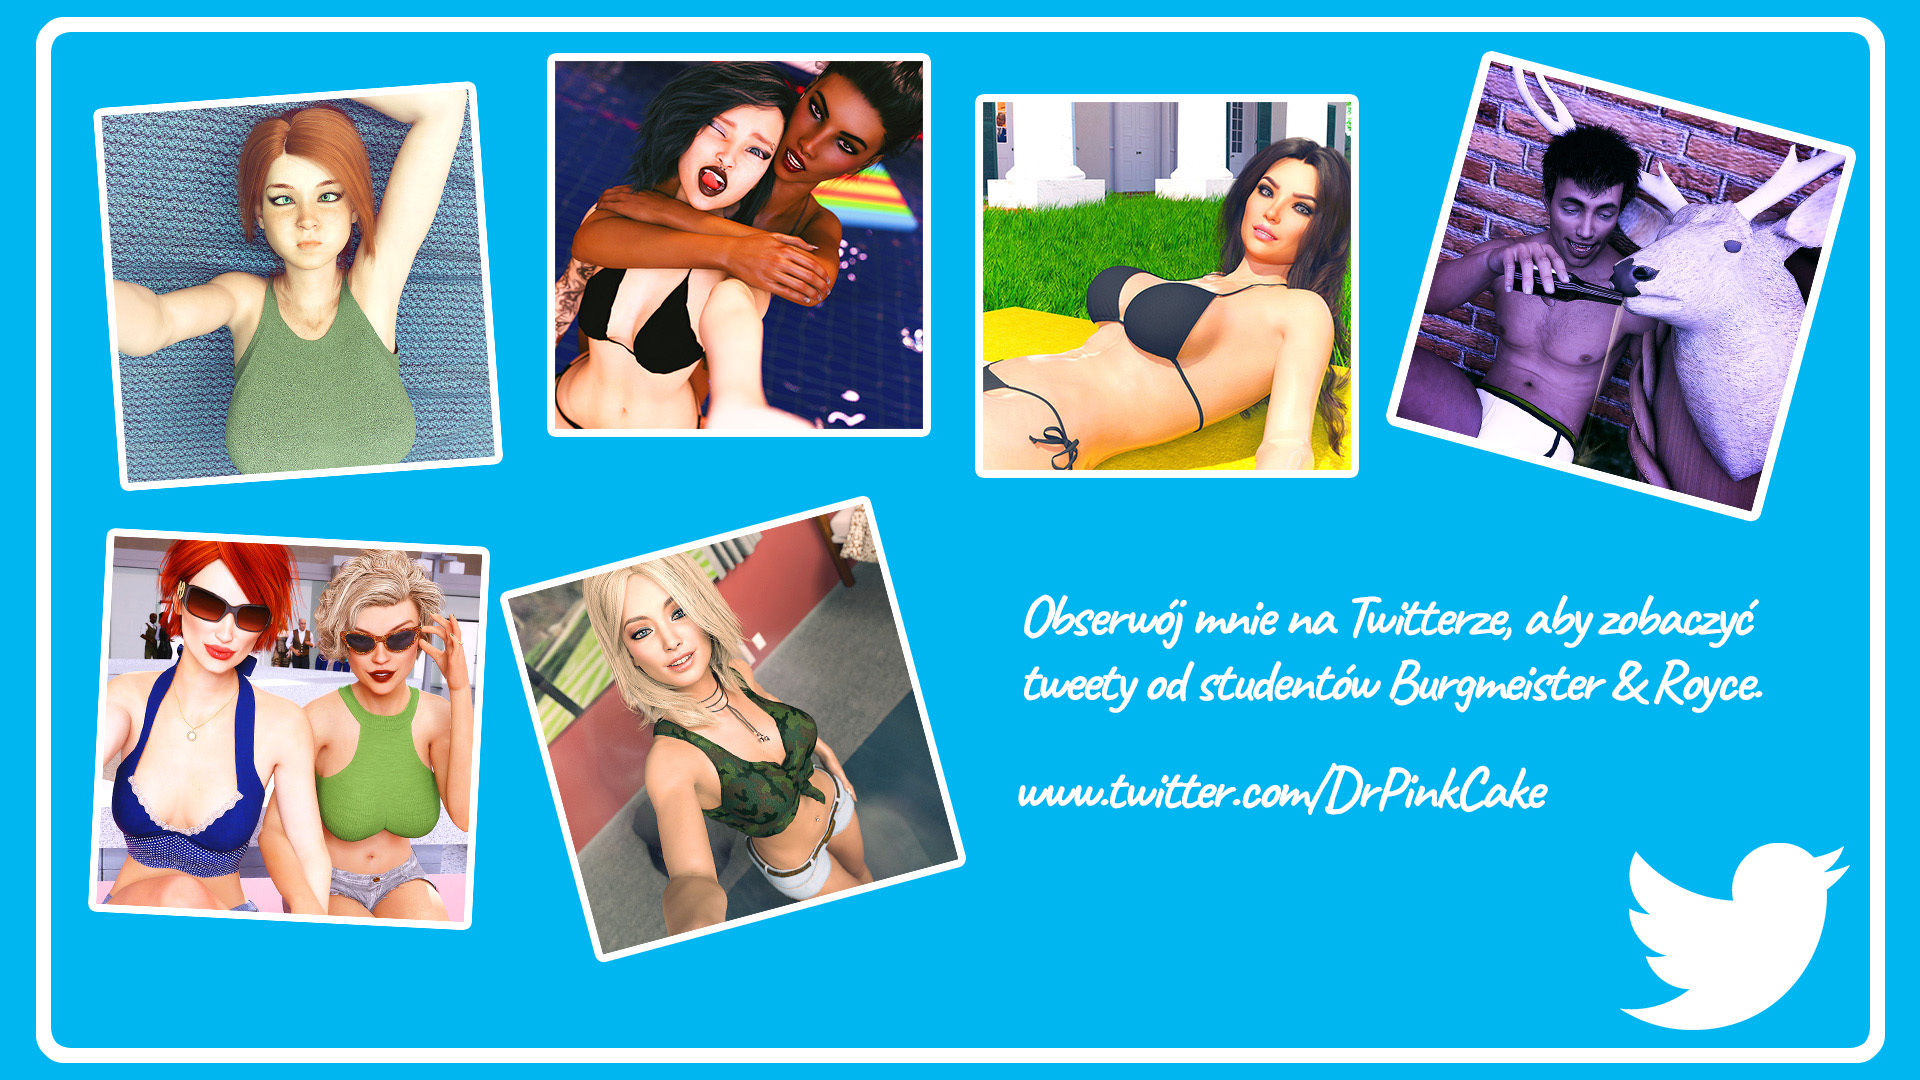 Obserwój mnie na Twitterze, aby zobaczyć
tweety od studentów Burgmeister & Royce.
www.twitter.com/DrPinkCake